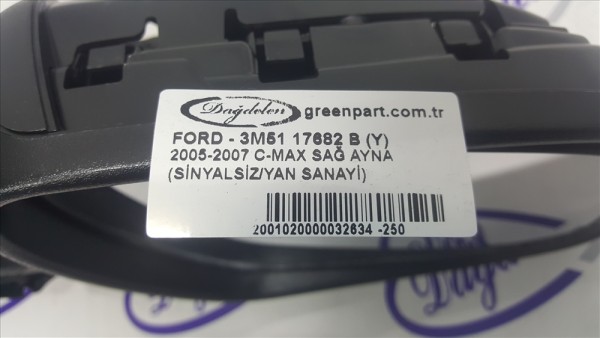 Dağdelen greenpart.com.tr
FORD - 3M51 17682 B (Y)
2005-2007 C-MAX SAĞ AYNA
(SİNYALSİZ/YAN SANAYİ)
2001020000032634 -250